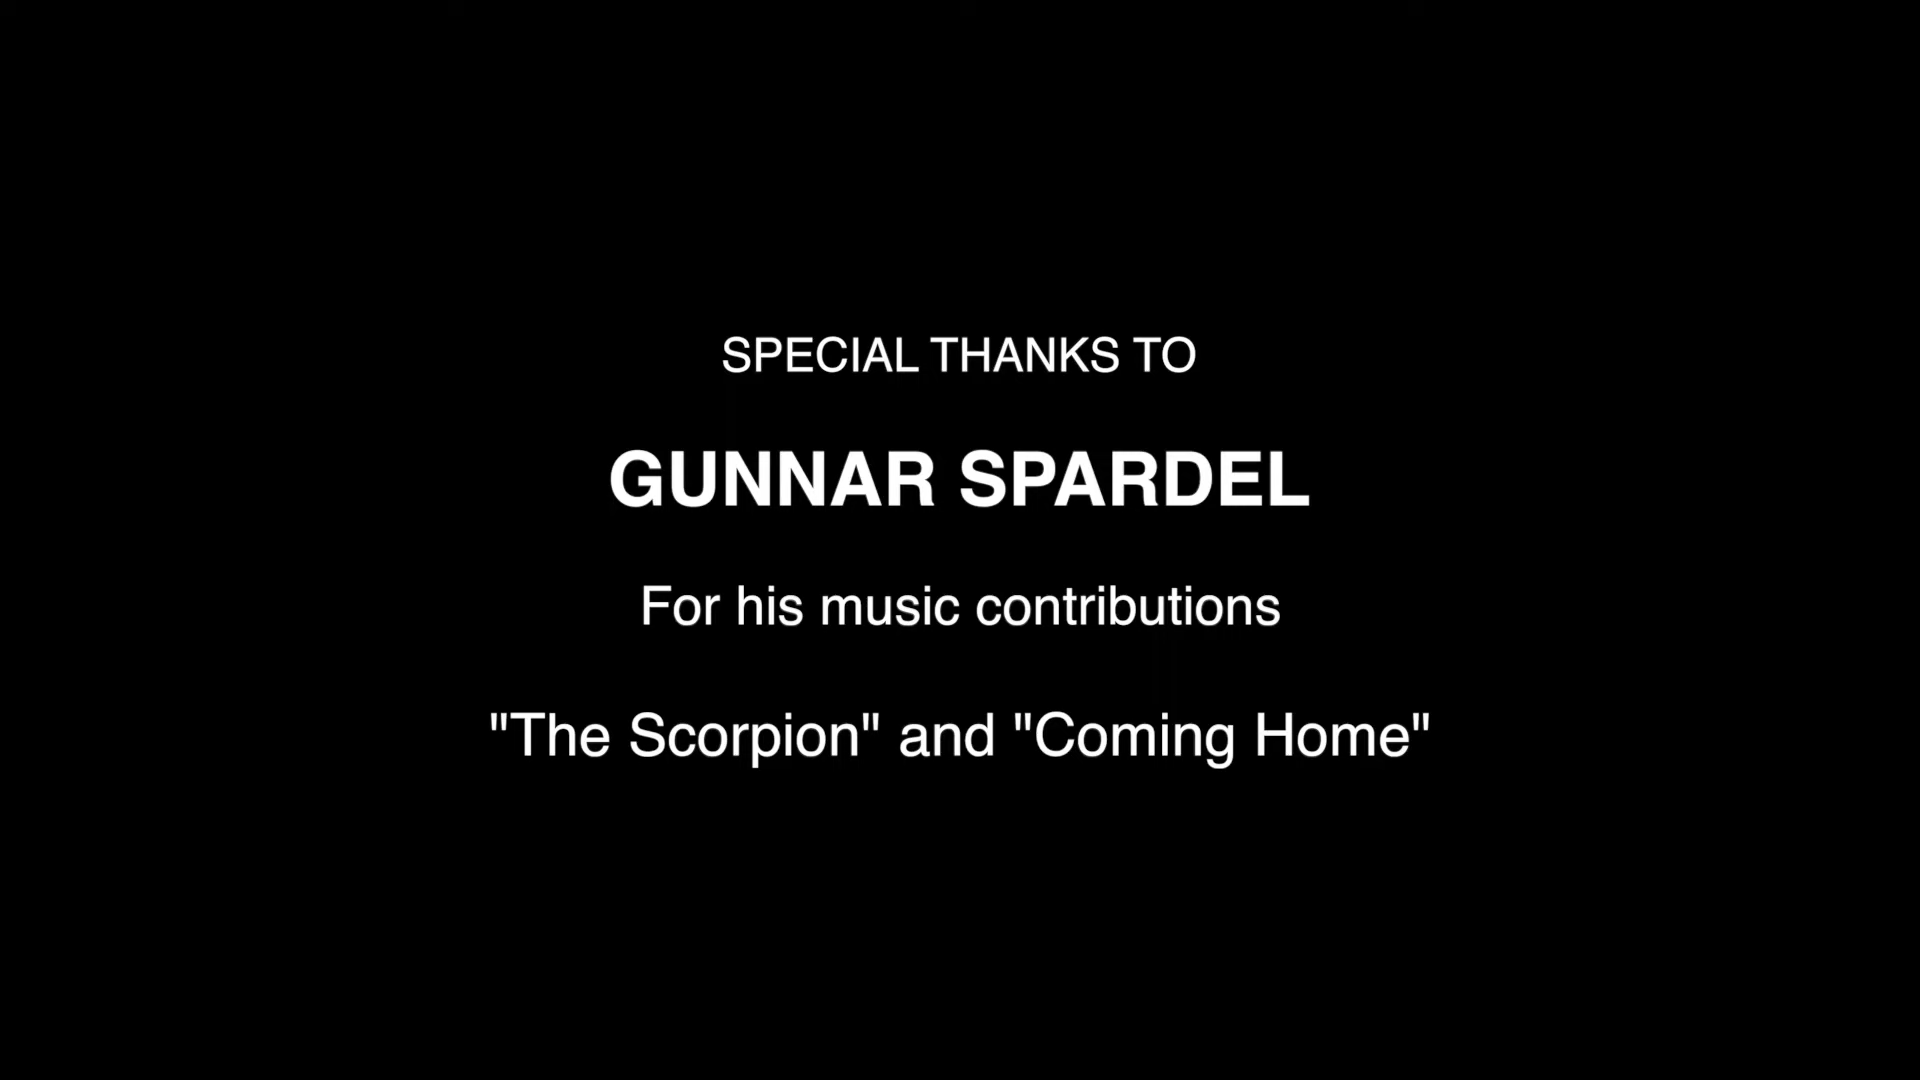 SPECIAL THANKS TO
GUNNAR SPARDEL
For his music contributions
"The Scorpion" and "Coming Home"